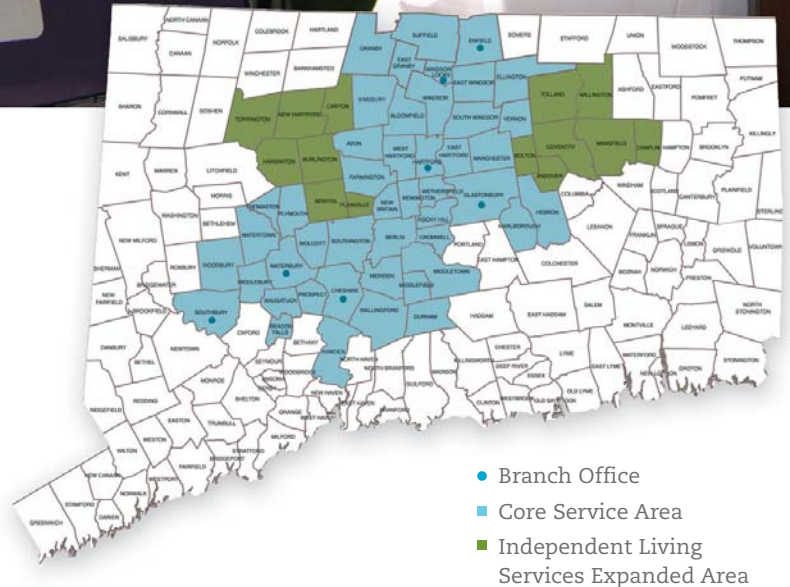 NORTH CANAAN
COLEBROOK
HARTLAND
SUFFIELD
ENFIELD
SOMERS
STAFFORD
UNION
SALISBURY
CANAAN
NORFOLK
GRANBY
WOODSTOCK
THOMPSON
EAST GRANBY
WINDSOR LOCKS
WINCHESTER
BARKHAMSTED
EAST WINDSOR
ELLINGTON
PUTNAM
SHARON
CORNWALL
GOSHEN
TORRINGTON
NEW HARTFORD
CANTON
SIMSBURY
BLOOMFIELD
WINDSOR
SOUTH WINDSOR
VERNON
TOLLAND
WILLINGTON
ASHFORD
EASTFORD
POMFRET
KILLINGLY
KENT
WARREN
LITCHFIELD
HARWINTON
BURLINGTON
AVON
WEST HARTFORD
HARTFORD
EAST HARTFORD
MANCHESTER
BOLTON
COVENTRY
MANSFIELD
CHAPLIN
HAMPTON
BROOKLYN
FARMINGTON
ANDOVER
MORRIS
BRISTOL
PLAINVILLE
NEW BRITAIN
NEWINGTON
WETHERSFIELD
GLASTONBURY
HEBRON
COLUMBIA
WINDHAM
SCOTLAND
CANTERBURY
PLAINFIELD
STERLING
WASHINGTON
BETHLEHEM
THOMASTON
PLYMOUTH
WATERTOWN
ROCKY HILL
CROMWELL
MARLBOROUGH
LEBANON
FRANKLIN
SPRAGUE
LISBON
GRISWOLD
VOLUNTOWN
NEW MILFORD
WOODBURY
WOLCOTT
SOUTHINGTON
BERLIN
PORTLAND
EAST HAMPTON
COLCHESTER
BOZRAH
NORWICH
PRESTON
SHERMAN
BRIDGEWATER
ROXBURY
WATERBURY
MIDDLEBURY
MERIDEN
MIDDLETOWN
MIDDLEFIELD
NEW FAIRFIELD
BROOKFIELD
SOUTHBURY
NAUGATUCK
PROSPECT
CHESHIRE
WALLINGFORD
DURHAM
HADDAM
EAST HADDAM
SALEM
MONTVILLE
LEDYARD
NORTH STONINGTON
DANBURY
BETHEL
NEWTOWN
OXFORD
BEACON FALLS
BETHANY
HAMDEN
NORTH HAVEN
NORTH BRANFORD
KILLINGWORTH
CHESTER
DEEP RIVER
ESSEX
LYME
EAST LYME
WATERFORD
GROTON
STONINGTON
SEYMOUR
WOODBRIDGE
NEW HAVEN
EAST HAVEN
BRANFORD
GUILFORD
MADISON
CLINTON
WESTBROOK
OLD SAYBROOK
OLD LYME
RIDGEFIELD
REDDING
MONROE
SHELTON
ORANGE
WEST HAVEN
MILFORD
EASTON
TRUMBULL
STRATFORD
BRIDGEPORT
WILTON
WESTON
FAIRFIELD
NEW CANAAN
WESTPORT
NORWALK
GREENWICH
STAMFORD
DARIEN
Branch Office
Core Service Area
Independent Living
Services Expanded Area